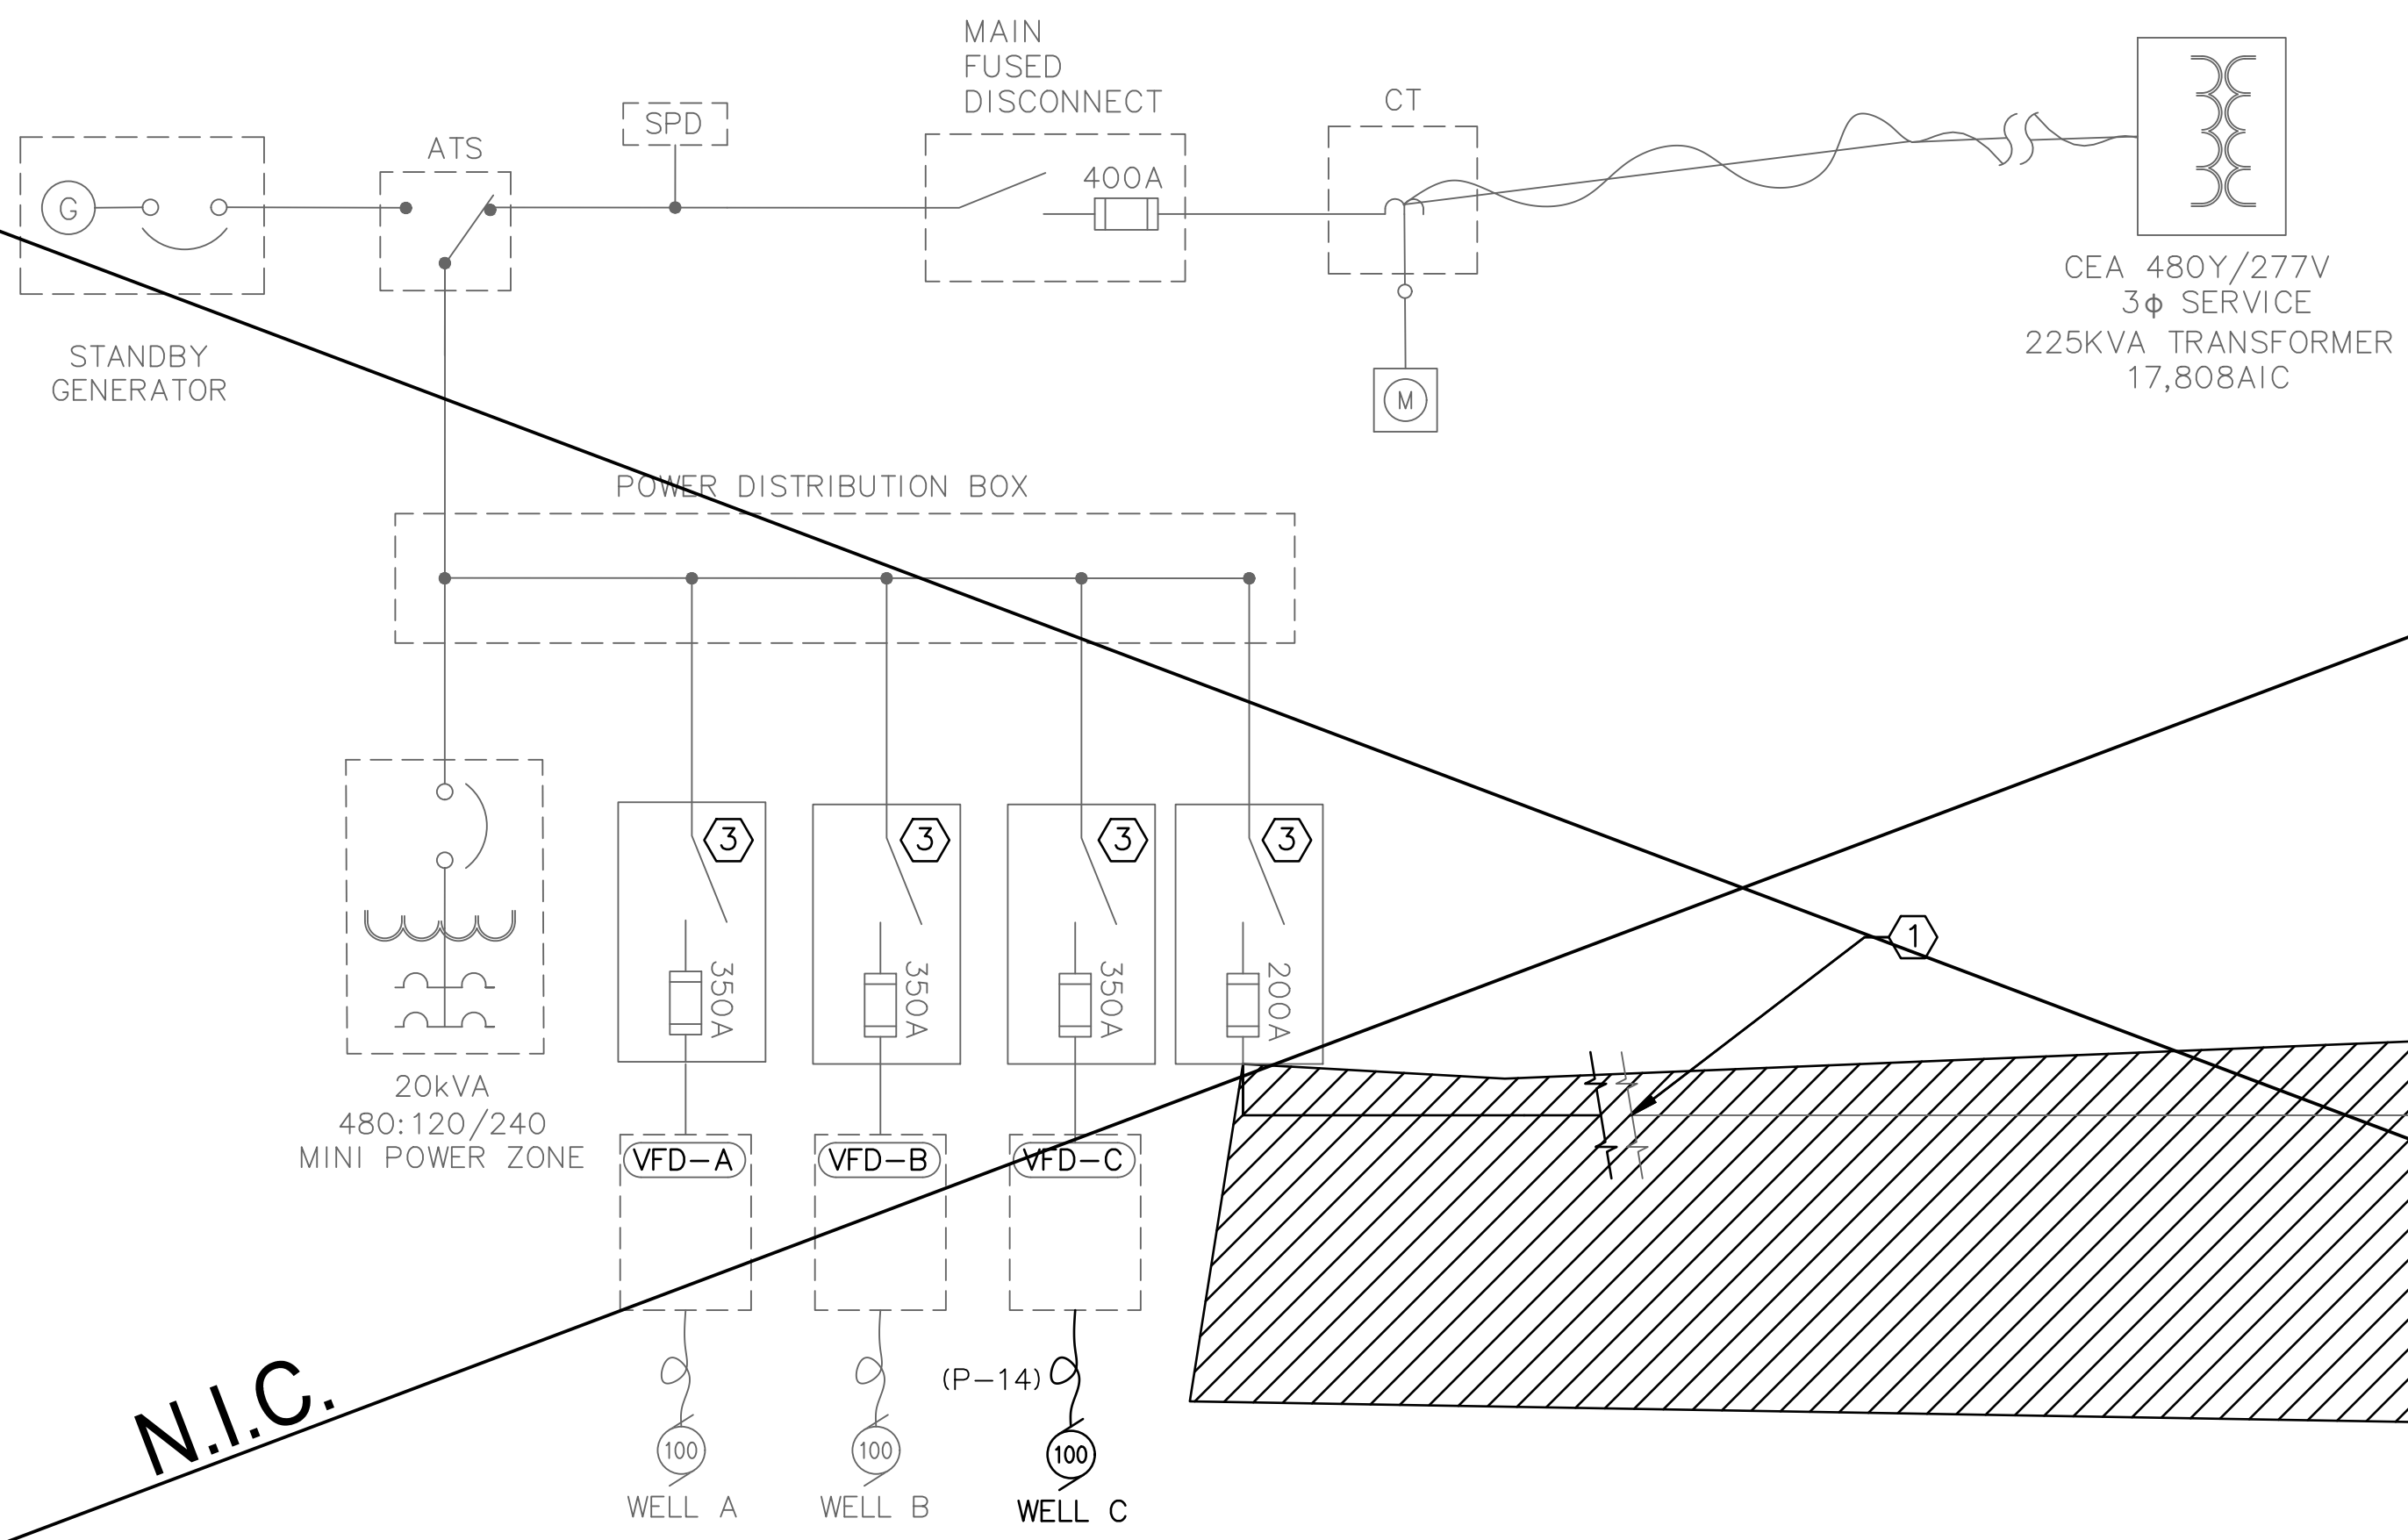 MAIN
FUSED
DISCONNECT
CT
SPD
ATS
400A
G
CEA 480Y/277V
3ϕ SERVICE
225KVA TRANSFORMER
17,808AIC
STANDBY
GENERATOR
M
POWER DISTRIBUTION BOX
3
3
3
3
1
350A
350A
350A
200A
20kVA
480:120/240
MINI POWER ZONE
VFD-A
VFD-B
VFD-C
N.I.C.
(P-14)
100
100
100
WELL A
WELL B
WELL C